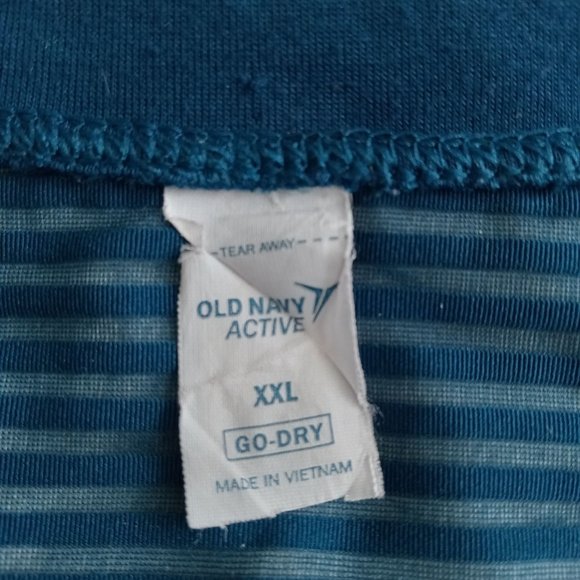 TEAR AWAY
OLD NAVY
ACTIVE
XXL
GO-DRY
MADE IN VIETNAM